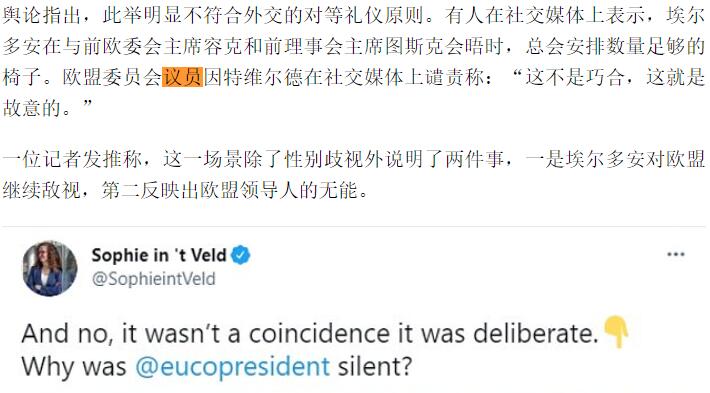 舆论指出，此举明显不符合外交的对等礼仪原则。有人在社交媒体上表示，埃尔
多安在与前欧委会主席容克和前理事会主席图斯克会晤时，总会安排数量足够的
椅子。欧盟委员会议员因特维尔德在社交媒体上谴责称：“这不是巧合，这就是
故意的。”
一位记者发推称，这一场景除了性别歧视外说明了两件事，一是埃尔多安对欧盟
继续敌视，第二反映出欧盟领导人的无能。
Sophie in 't Veld
@SophieintVeld
And no, it wasn't a coincidence it was deliberate.👇
Why was @eucopresident silent?